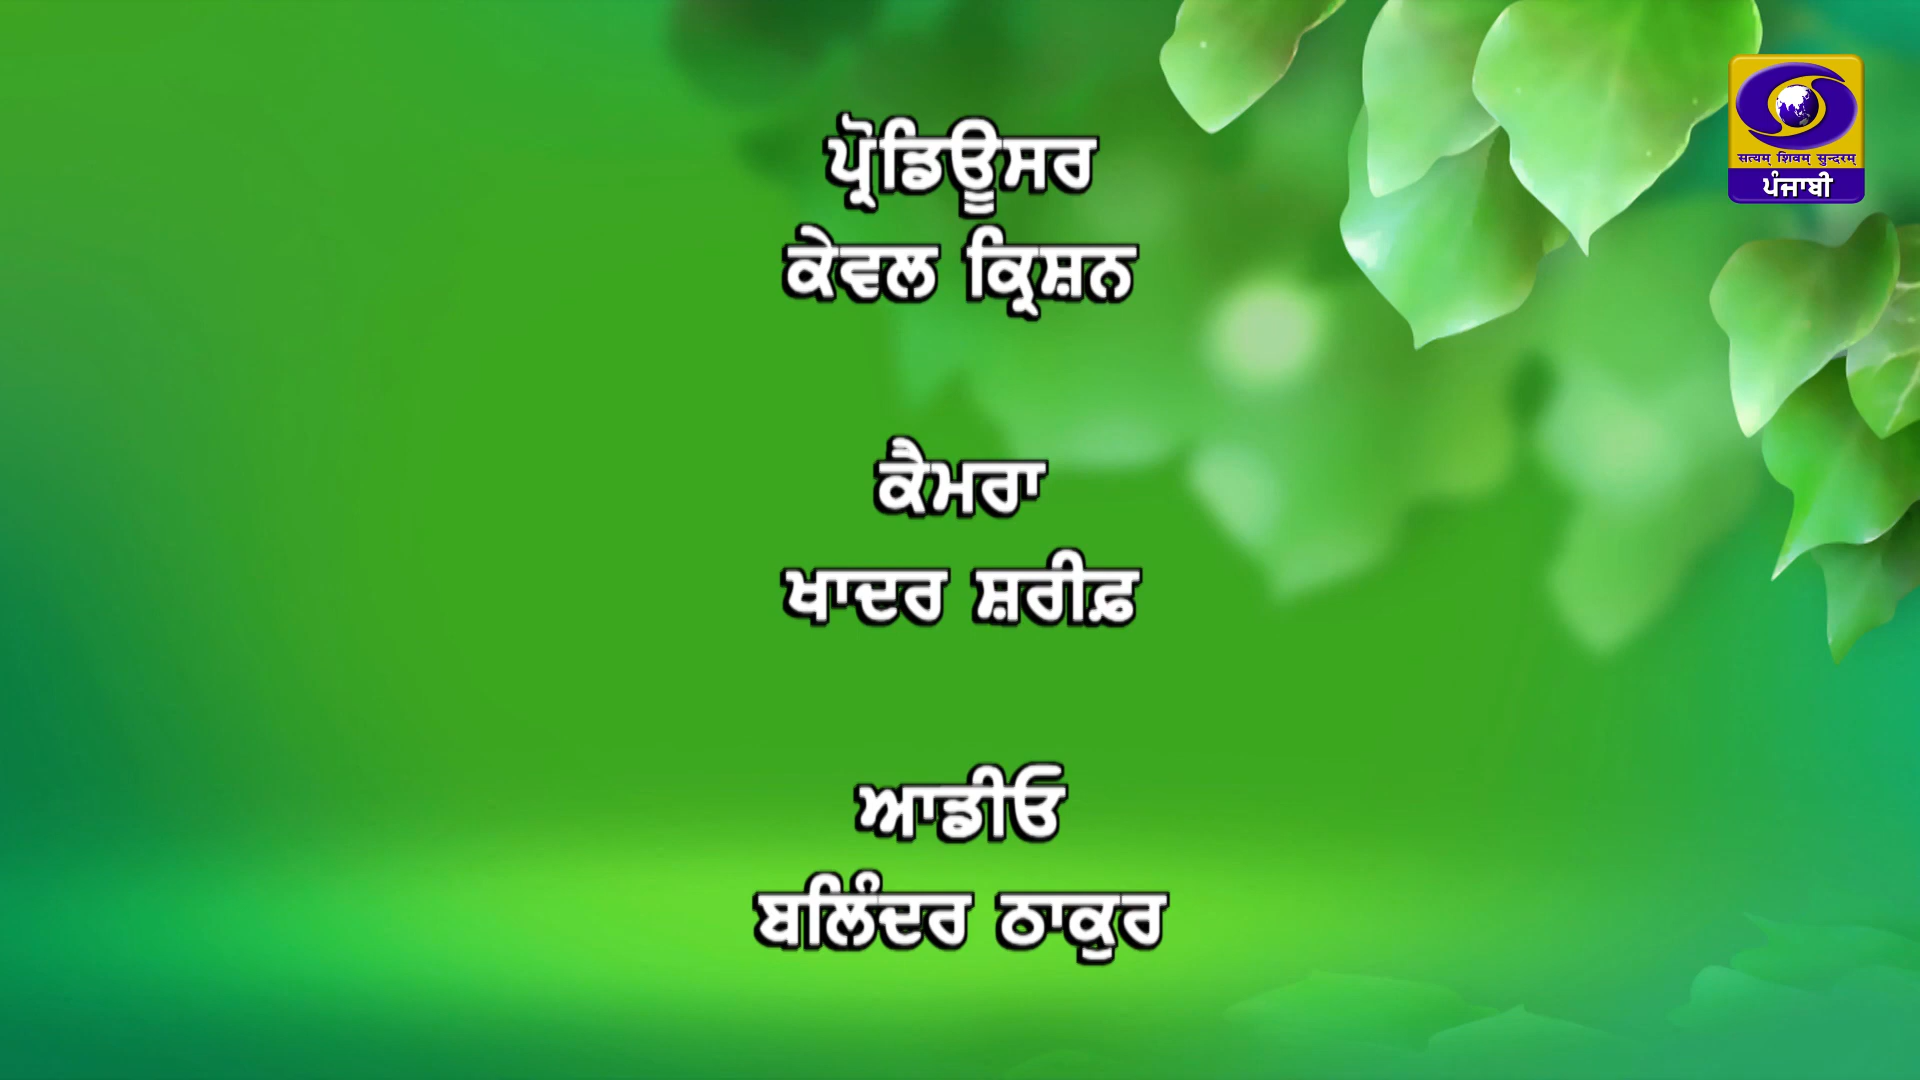 ਪ੍ਰੋਡਿਊਸਰ
ਕੇਵਲ ਕ੍ਰਿਸ਼ਨ
सत्यम् शिवम् सुन्दरम्
ਪੰਜਾਬੀ
ਕੈਮਰਾ
ਖਾਦਰ ਸ਼ਰੀਫ਼
ਆਡੀਓ
ਬਲਿੰਦਰ ਠਾਕੁਰ